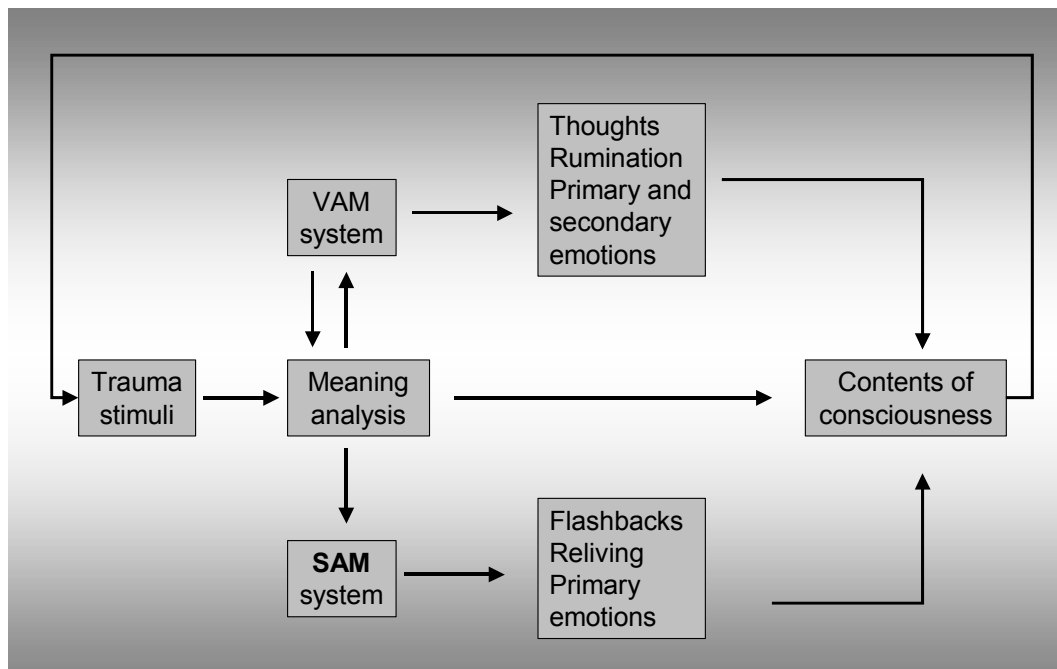 Thoughts
Rumination
Primary and
secondary
emotions
VAM
system
Trauma
stimuli
Meaning
analysis
Contents of
consciousness
SAM
system
Flashbacks
Reliving
Primary
emotions